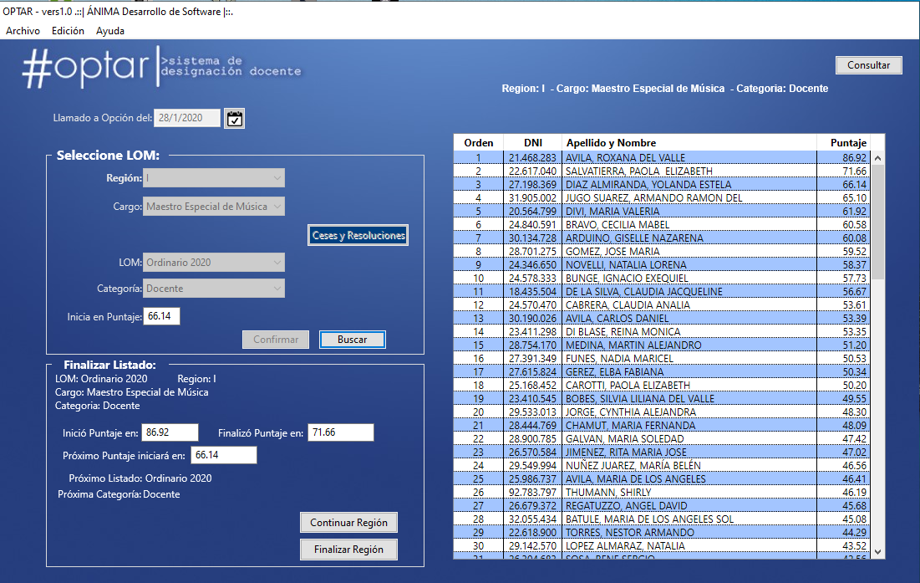 OPTAR - vers1.0 .::| ÁNIMA Desarrollo de Software |::.
Archivo Edición Ayuda
#optar >sistema de
designación docente
Consultar
Region: I - Cargo: Maestro Especial de Música - Categoria: Docente
Llamado a Opción del: 28/1/2020
Seleccione LOM:
Región: I
Cargo: Maestro Especial de Música
Ceses y Resoluciones
LOM: Ordinario 2020
Categoría: Docente
Inicia en Puntaje: 66.14
Confirmar Buscar
Finalizar Listado:
LOM: Ordinario 2020 Region: I
Cargo: Maestro Especial de Música
Categoria: Docente
Inició Puntaje en: 86.92 Finalizó Puntaje en: 71.66
Próximo Puntaje iniciará en: 66.14
Próximo Listado: Ordinario 2020
Próxima Categoría: Docente
Continuar Región
Finalizar Región
Orden DNI Apellido y Nombre Puntaje
1 21.468.283 AVILA, ROXANA DEL VALLE 86.92
2 22.617.040 SALVATIERRA, PAOLA ELIZABETH 71.66
3 27.198.369 DIAZ ALMIRANDA, YOLANDA ESTELA 66.14
4 31.905.002 JUGO SUAREZ, ARMANDO RAMON DEL 65.10
5 20.564.799 DIVI, MARIA VALERIA 61.92
6 24.840.591 BRAVO, CECILIA MABEL 60.58
7 30.134.728 ARDUINO, GISELLE NAZARENA 60.08
8 28.701.275 GOMEZ, JOSE MARIA 59.52
9 24.346.650 NOVELLI, NATALIA LORENA 58.37
10 24.578.333 BUNGE, IGNACIO EXEQUIEL 57.73
11 18.435.504 DE LA SILVA, CLAUDIA JACQUELINE 56.67
12 24.570.470 CABRERA, CLAUDIA ANALIA 53.61
13 30.190.026 AVILA, CARLOS DANIEL 53.39
14 23.411.298 DI BLASE, REINA MONICA 53.35
15 28.754.170 MEDINA, MARTIN ALEJANDRO 51.20
16 27.391.349 FUNES, NADIA MARICEL 50.53
17 27.615.824 GEREZ, ELBA FABIANA 50.34
18 25.168.452 CAROTTI, PAOLA ELIZABETH 50.20
19 23.410.545 BOBES, SILVIA LILIANA DEL VALLE 49.55
20 29.533.013 JORGE, CYNTHIA ALEJANDRA 48.30
21 28.444.769 CHAMUT, MARIA FERNANDA 48.09
22 28.900.785 GALVAN, MARIA SOLEDAD 47.42
23 26.570.584 JIMENEZ, RITA MARIA JOSE 47.02
24 29.549.994 NUÑEZ JUAREZ, MARÍA BELÉN 46.56
25 25.986.737 AVILA, MARIA DE LOS ANGELES 46.41
26 92.783.797 THUMANN, SHIRLY 46.19
27 26.679.372 REGATUZZO, ANGEL DAVID 45.68
28 32.055.434 BATULE, MARIA DE LOS ANGELES SOL 45.08
29 22.618.900 TORRES, NESTOR ARMANDO 44.29
30 29.142.570 LOPEZ ALMARAZ, NATALIA 43.52